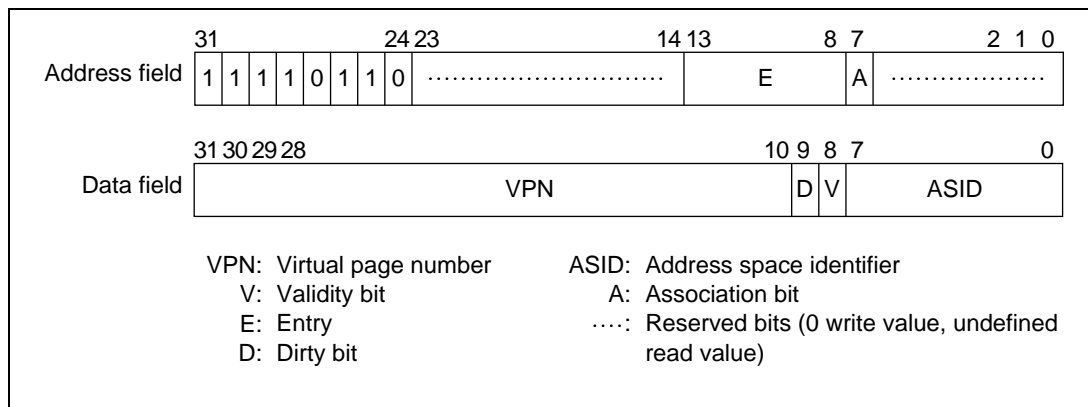 31 24 23 14 13 8 7 2 1 0
Address field 1 1 1 1 0 1 1 0 ............................. E A ...................
31 30 29 28 10 9 8 7 0
Data field VPN D V ASID
VPN: Virtual page number ASID: Address space identifier
V: Validity bit A: Association bit
E: Entry ····: Reserved bits (0 write value, undefined
D: Dirty bit read value)